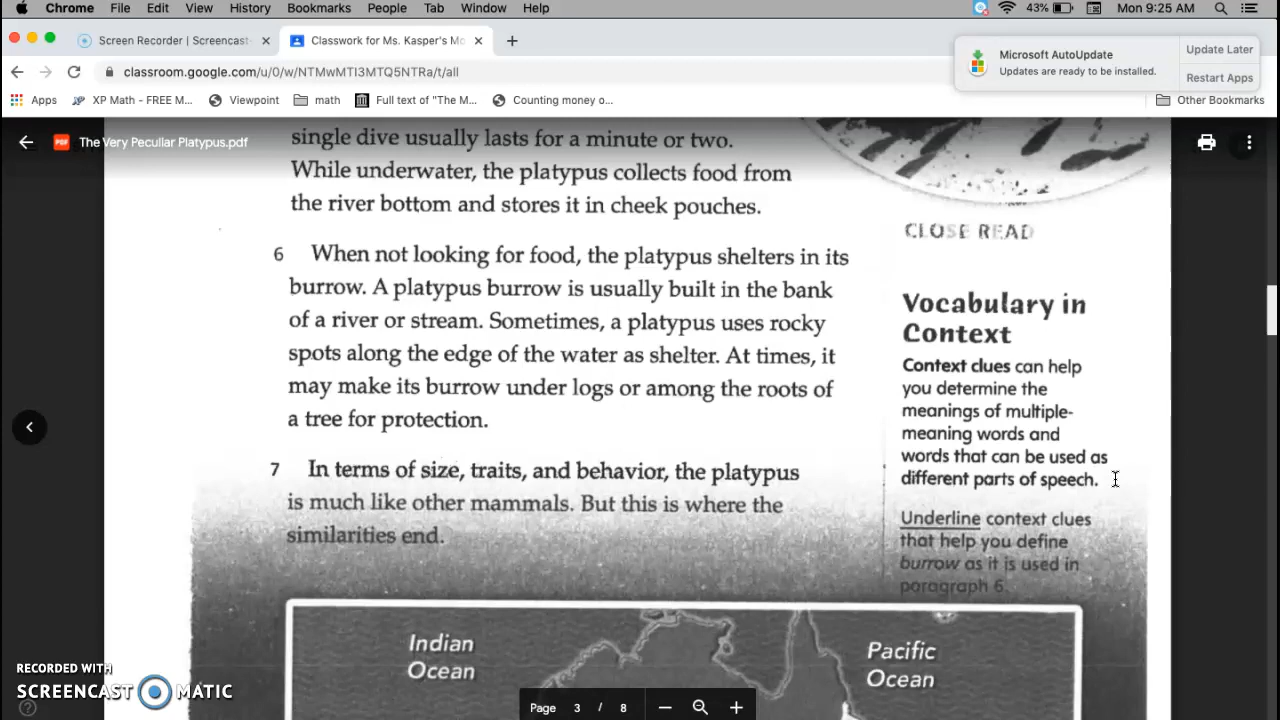 Chrome File Edit View History Bookmarks People Tab Window Help 43% Mon 9:25 AM
Screen Recorder | Screencast- Classwork for Ms. Kasper's Mo
classroom.google.com/u/0/w/NTMwMTI3MTQ5NTRa/t/all
Microsoft AutoUpdate
Updates are ready to be installed.
Update Later
Restart Apps
Apps XP Math - FREE M... Viewpoint math Full text of "The M... Counting money o... Other Bookmarks
PDF The Very Peculiar Platypus.pdf
single dive usually lasts for a minute or two.
While underwater, the platypus collects food from
the river bottom and stores it in cheek pouches.
6 When not looking for food, the platypus shelters in its
burrow. A platypus burrow is usually built in the bank
of a river or stream. Sometimes, a platypus uses rocky
spots along the edge of the water as shelter. At times, it
may make its burrow under logs or among the roots of
a tree for protection.
7 In terms of size, traits, and behavior, the platypus
is much like other mammals. But this is where the
similarities end.
CLOSE READ
Vocabulary in
Context
Context clues can help
you determine the
meanings of multiple-
meaning words and
words that can be used as
different parts of speech.
Underline context clues
that help you define
burrow as it is used in
paragraph 6.
Indian
Ocean
Pacific
Ocean
RECORDED WITH
SCREENCAST MATIC
Page 3 / 8